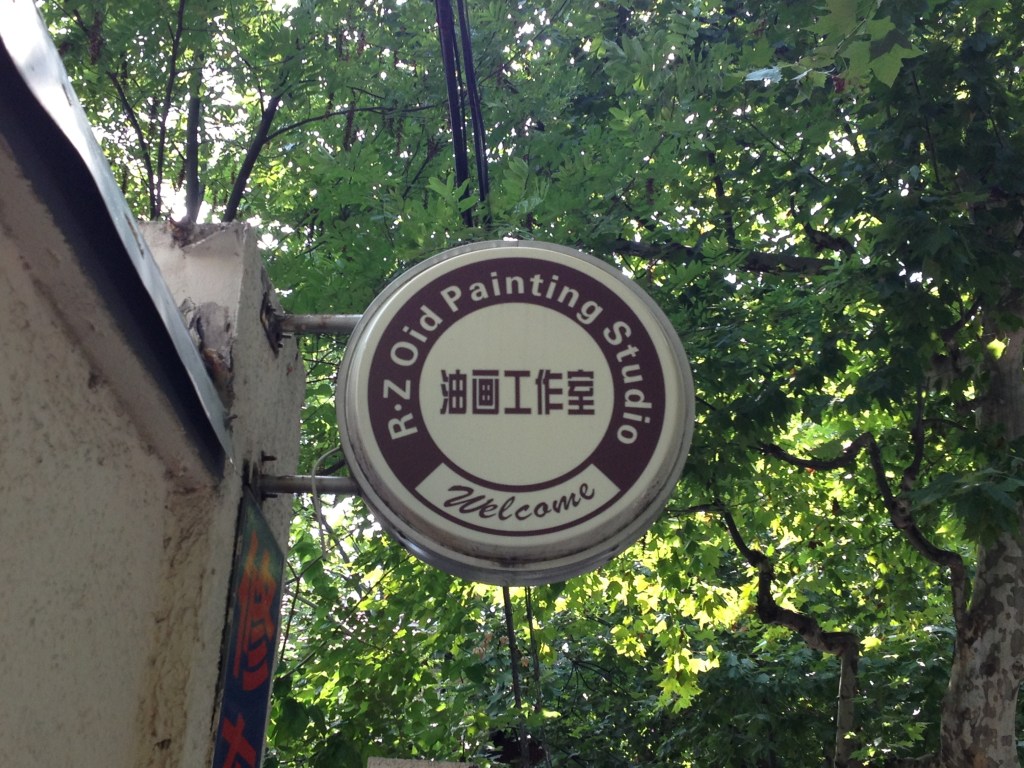 R·Z Oid Painting Studio
油画工作室
Welcome